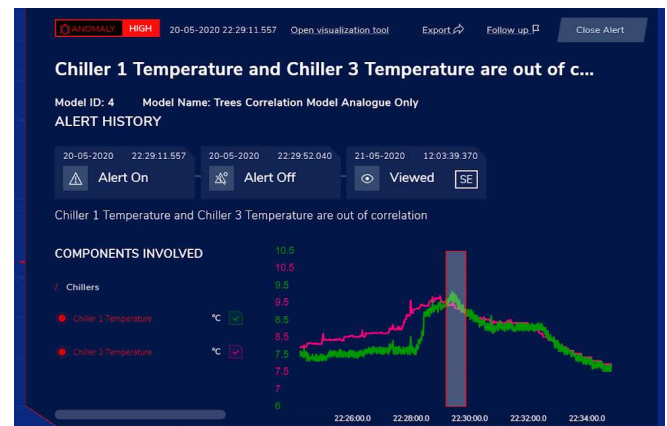 ANOMALY HIGH 20-05-2020 22:29:11.557 Open visualization tool Export Follow up Close Alert
Chiller 1 Temperature and Chiller 3 Temperature are out of c...
Model ID: 4 Model Name: Trees Correlation Model Analogue Only
ALERT HISTORY
20-05-2020 22:29:11.557 20-05-2020 22:29:52.040 21-05-2020 12:03:39.370
Alert On Alert Off Viewed SE
Chiller 1 Temperature and Chiller 3 Temperature are out of correlation
COMPONENTS INVOLVED
/ Chillers
Chiller 1 Temperature °C
Chiller 3 Temperature °C
10.5
10.5
9.5
9.5
8.5
8.5
7.5
7.5
7
6
22:26:00.0 22:28:00.0 22:30:00.0 22:32:00.0 22:34:00.0